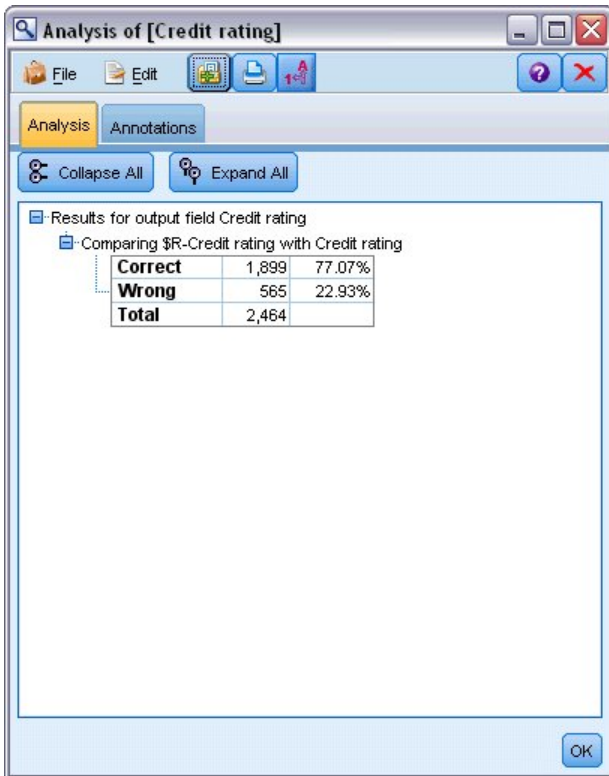 Analysis of [Credit rating]
File Edit
Analysis Annotations
Collapse All Expand All
Results for output field Credit rating
Comparing $R-Credit rating with Credit rating
Correct 1,899 77.07%
Wrong 565 22.93%
Total 2,464
OK